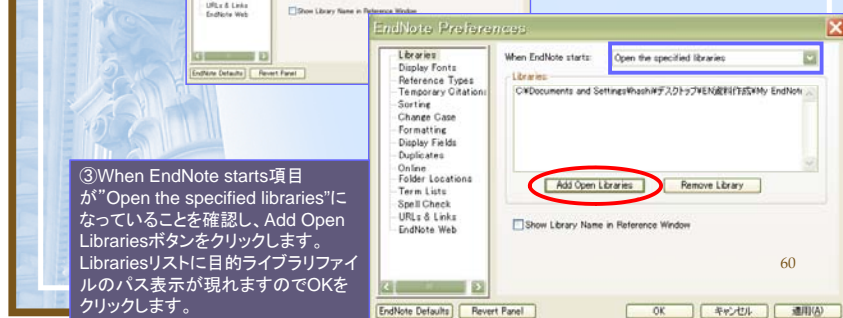 URLs & Links
EndNote Web
Show Library Name in Reference Window
EndNote Defaults
Revert Panel
EndNote Preferences
Libraries
Display Fonts
Reference Types
Temporary Citations
Sorting
Change Case
Formatting
Display Fields
Duplicates
Online
Folder Locations
Term Lists
Spell Check
URLs & Links
EndNote Web
When EndNote starts:
Open the specified libraries
Libraries:
C:¥Documents and Settings¥hashi¥デスクトップ¥EN資料作成¥My EndNote
Add Open Libraries
Remove Library
Show Library Name in Reference Window
EndNote Defaults
Revert Panel
OK
キャンセル
適用(A)
③When EndNote starts項目
が”Open the specified libraries”に
なっていることを確認し、Add Open
Librariesボタンをクリックします。
Librariesリストに目的ライブラリファイ
ルのパス表示が現れますのでOKを
クリックします。
60